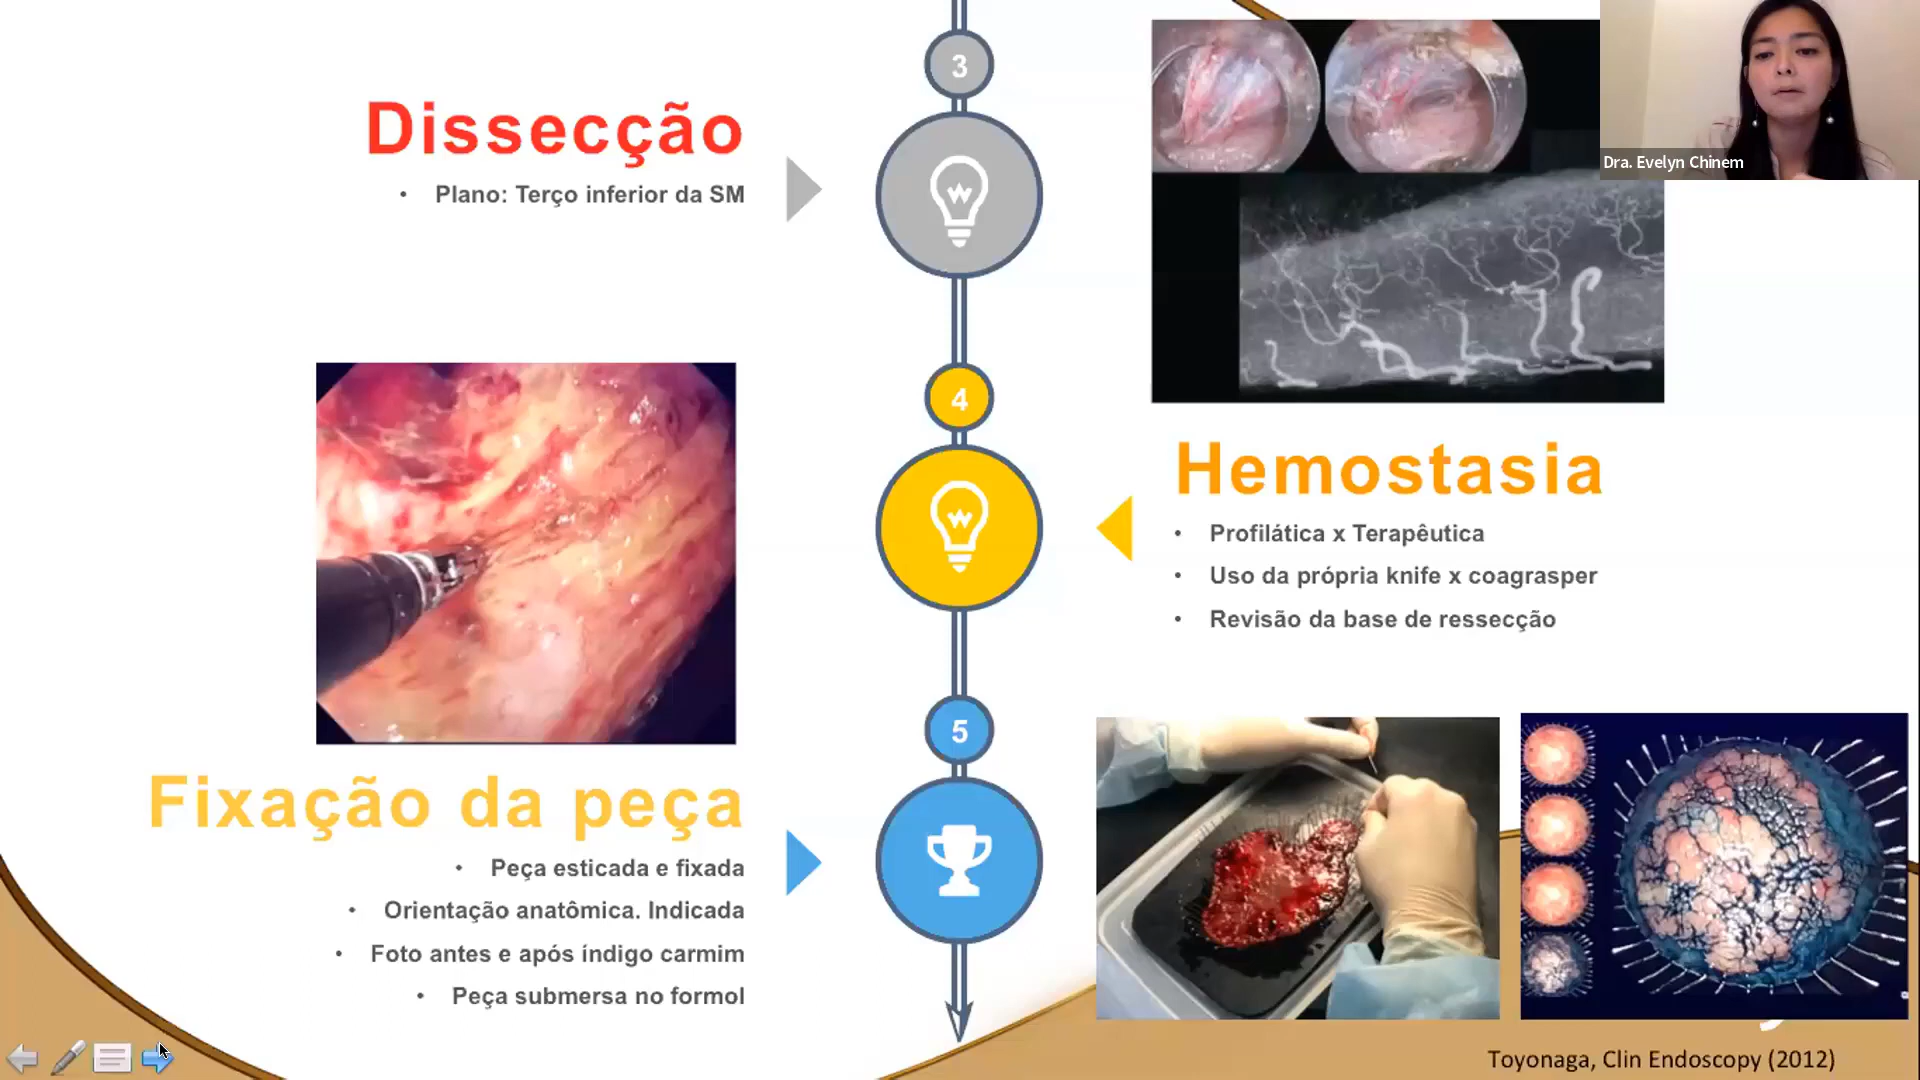 3
Dissecção
• Plano: Terço inferior da SM
Dra. Evelyn Chinem
4
Hemostasia
• Profilática x Terapêutica
• Uso da própria knife x coagrasper
• Revisão da base de ressecção
5
Fixação da peça
• Peça esticada e fixada
• Orientação anatômica. Indicada
• Foto antes e após índigo carmim
• Peça submersa no formol
Toyonaga, Clin Endoscopy (2012)